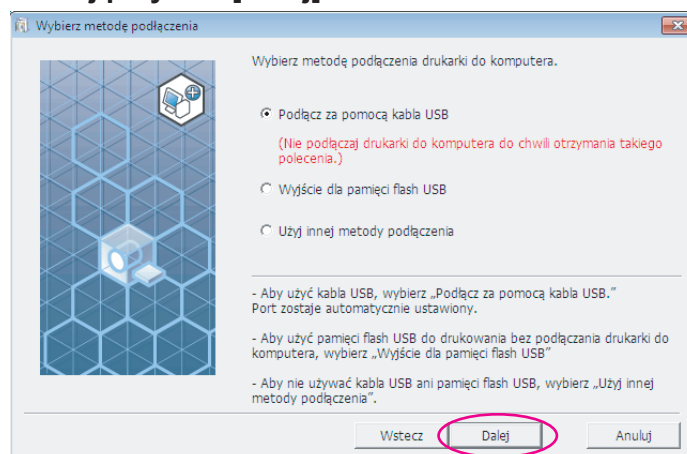 Wybierz metodę podłączenia
Wybierz metodę podłączenia drukarki do komputera.
Podłącz za pomocą kabla USB
(Nie podłączaj drukarki do komputera do chwili otrzymania takiego
polecenia.)
Wyjście dla pamięci flash USB
Użyj innej metody podłączenia
- Aby użyć kabla USB, wybierz „Podłącz za pomocą kabla USB.”
Port zostaje automatycznie ustawiony.
- Aby użyć pamięci flash USB do drukowania bez podłączania drukarki do
komputera, wybierz „Wyjście dla pamięci flash USB”
- Aby nie używać kabla USB ani pamięci flash USB, wybierz „Użyj innej
metody podłączenia”.
Wstecz Dalej Anuluj